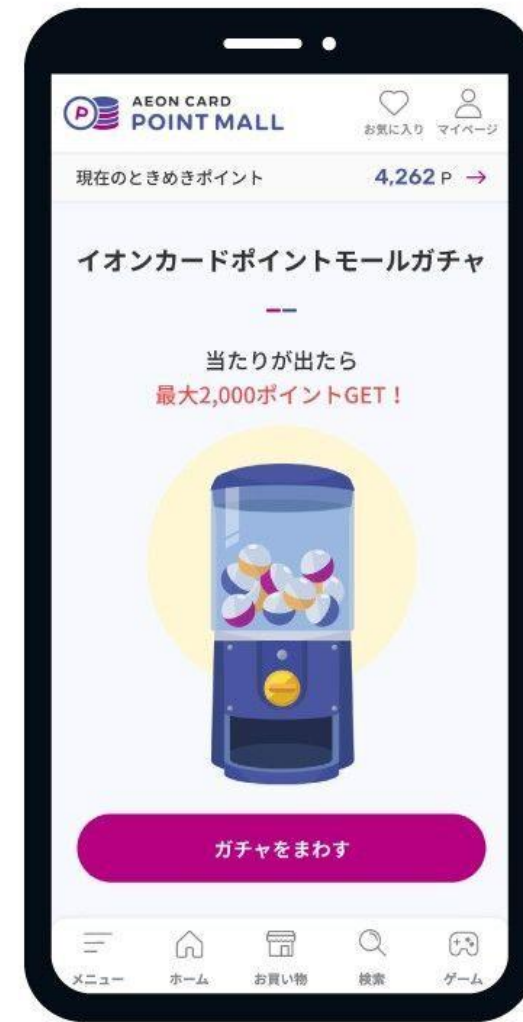 P
AEON CARD
POINT MALL
お気に入り
マイページ
現在のときめきポイント
4,262 P →
イオンカードポイントモールガチャ
当たりが出たら
最大2,000ポイントGET！
ガチャをまわす
メニュー
ホーム
お買い物
検索
ゲーム